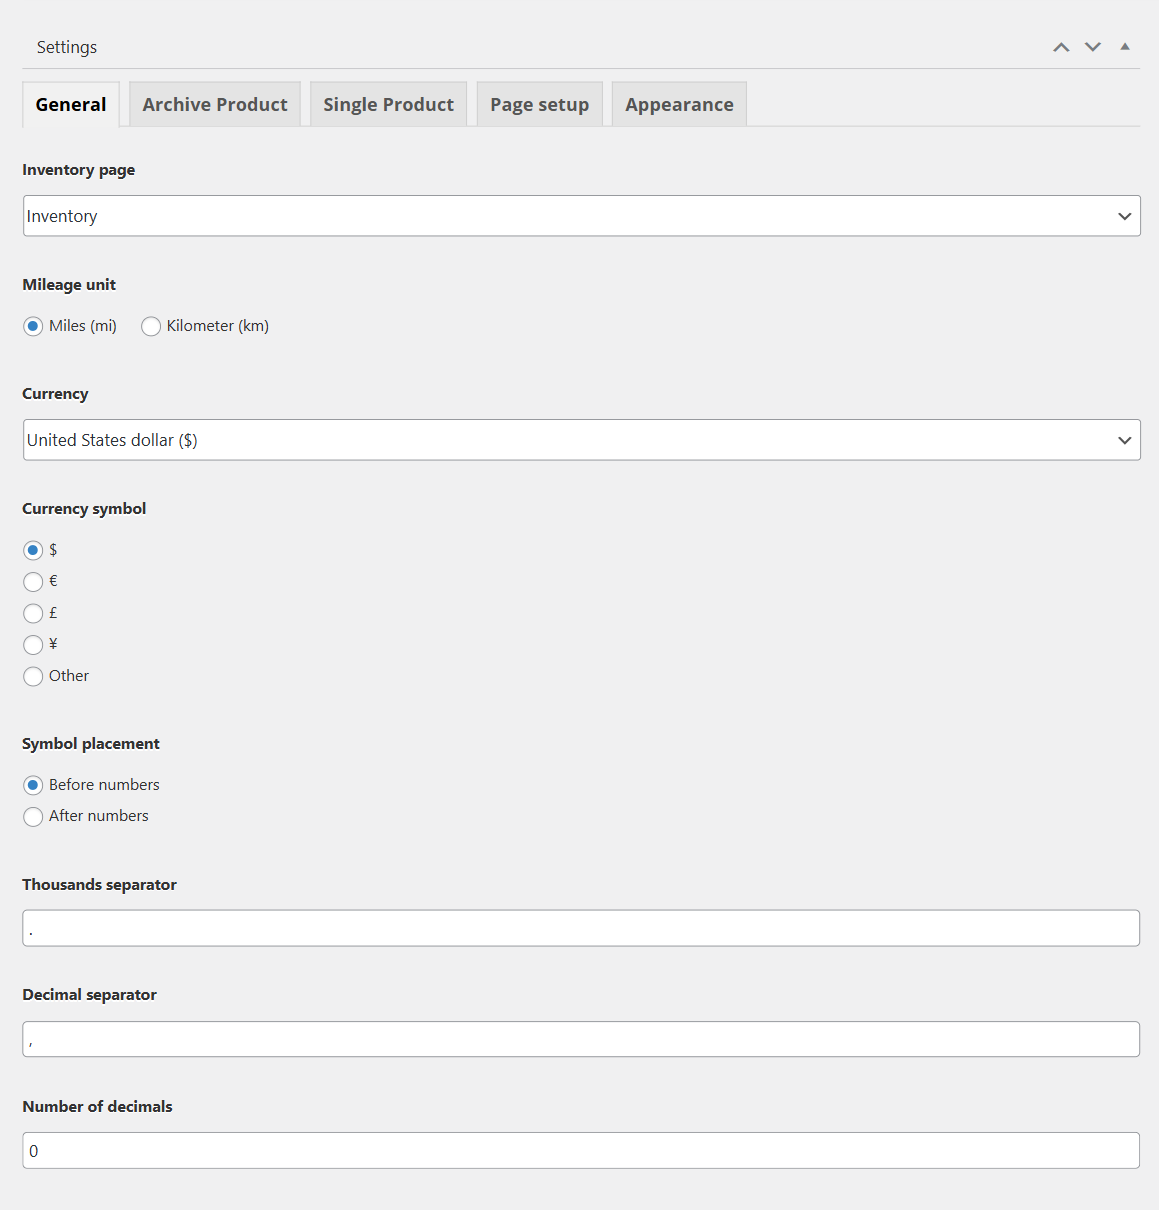 Settings
General Archive Product Single Product Page setup Appearance
Inventory page
Inventory
Mileage unit
Miles (mi) Kilometer (km)
Currency
United States dollar ($)
Currency symbol
$
€
£
¥
Other
Symbol placement
Before numbers
After numbers
Thousands separator
.
Decimal separator
,
Number of decimals
0